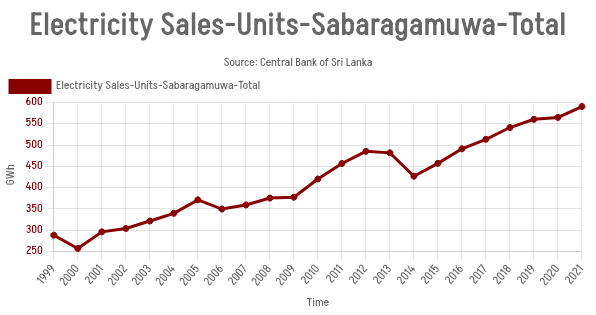 Electricity Sales-Units-Sabaragamuwa-Total
Source: Central Bank of Sri Lanka
Electricity Sales-Units-Sabaragamuwa-Total
600
550
500
450
400
350
300
250
GWh
1999 2000 2001 2002 2003 2004 2005 2006 2007 2008 2009 2010 2011 2012 2013 2014 2015 2016 2017 2018 2019 2020 2021
Time